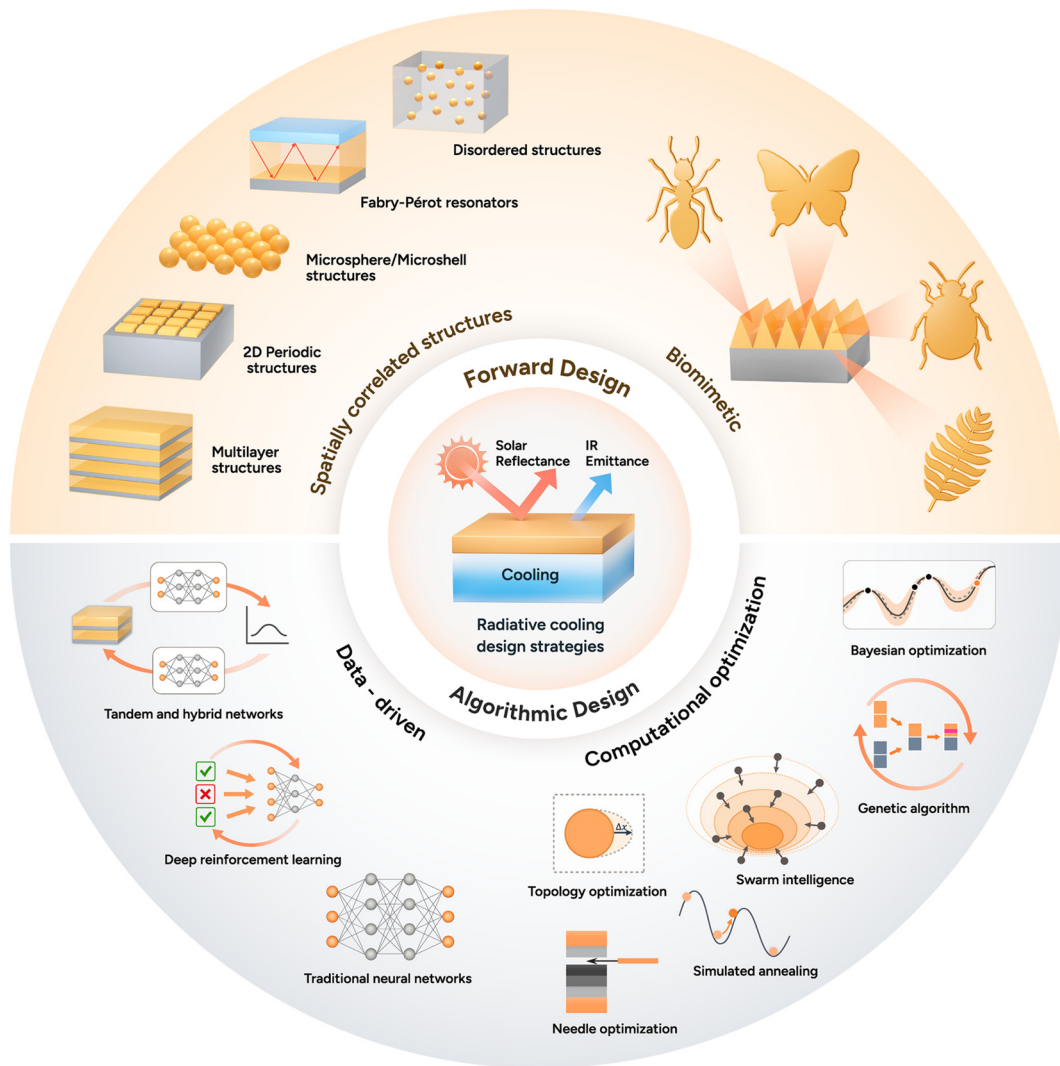 Disordered structures
Fabry-Pérot resonators
Microsphere/Microshell
structures
2D Periodic
structures
Multilayer
structures
Spatially correlated structures
Forward Design
Biomimetic
Solar
Reflectance
IR
Emittance
Cooling
Radiative cooling
design strategies
Algorithmic Design
Data - driven
Computational optimization
Tandem and hybrid networks
Deep reinforcement learning
Traditional neural networks
Bayesian optimization
Genetic algorithm
Swarm intelligence
Δx
Topology optimization
Simulated annealing
Needle optimization